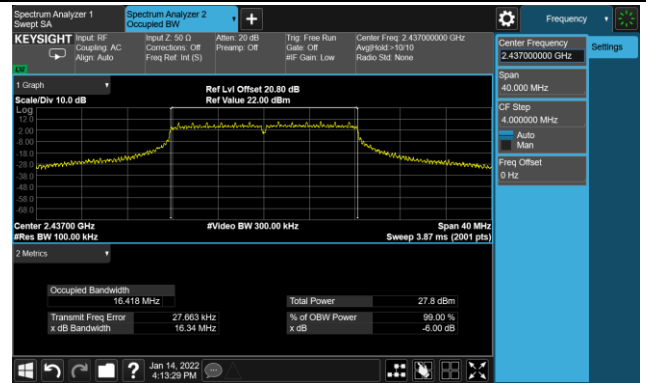 Spectrum Analyzer 1
Swept SA
Spectrum Analyzer 2
Occupied BW
+
Frequency
KEYSIGHT
Input: RF
Coupling: AC
Align: Auto
Input Z: 50 Ω
Corrections: Off
Freq Ref: Int (S)
Atten: 20 dB
Preamp: Off
Trig: Free Run
Gate: Off
#IF Gain: Low
Center Freq: 2.437000000 GHz
Avg|Hold:>10/10
Radio Std: None
1 Graph
Scale/Div 10.0 dB
Ref Lvl Offset 20.80 dB
Ref Value 22.00 dBm
Log
12.0
2.00
-8.00
-18.0
-28.0
-38.0
-48.0
-58.0
-68.0
Center 2.43700 GHz
#Res BW 100.00 kHz
#Video BW 300.00 kHz
Span 40 MHz
Sweep 3.87 ms (2001 pts)
2 Metrics
Occupied Bandwidth
16.418 MHz
Transmit Freq Error 27.663 kHz
x dB Bandwidth 16.34 MHz
Total Power 27.8 dBm
% of OBW Power 99.00 %
x dB -6.00 dB
Center Frequency
2.437000000 GHz
Span
40.000 MHz
CF Step
4.000000 MHz
Auto
Man
Freq Offset
0 Hz
Settings
?
Jan 14, 2022
4:13:29 PM